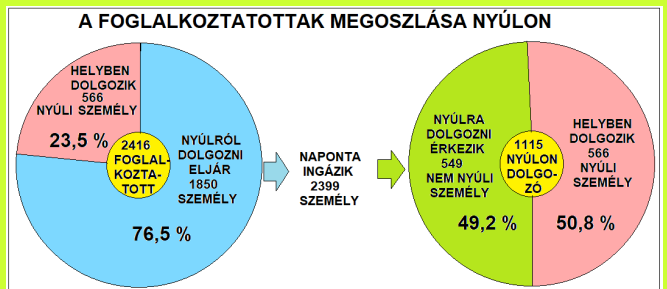 A FOGLALKOZTATOTTAK MEGOSZLÁSA NYÚLON
HELYBEN
DOLGOZIK
566
NYÚLI SZEMÉLY
23,5 %
2416
FOGLAL-
KOZTA-
TOTT
NYÚLRÓL
DOLGOZNI
ELJÁR
1850
SZEMÉLY
76,5 %
NAPONTA
INGÁZIK
2399
SZEMÉLY
NYÚLRA
DOLGOZNI
ÉRKEZIK
549
NEM NYÚLI
SZEMÉLY
49,2 %
1115
NYÚLON
DOLGO-
ZÓ
HELYBEN
DOLGOZIK
566
NYÚLI
SZEMÉLY
50,8 %